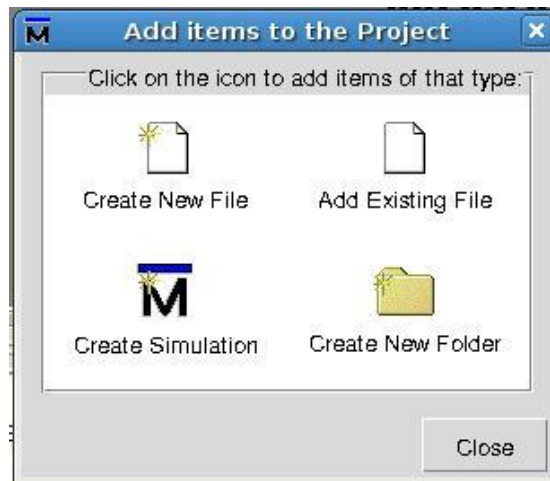 Add items to the Project
Click on the icon to add items of that type:
Create New File
Add Existing File
Create Simulation
Create New Folder
Close